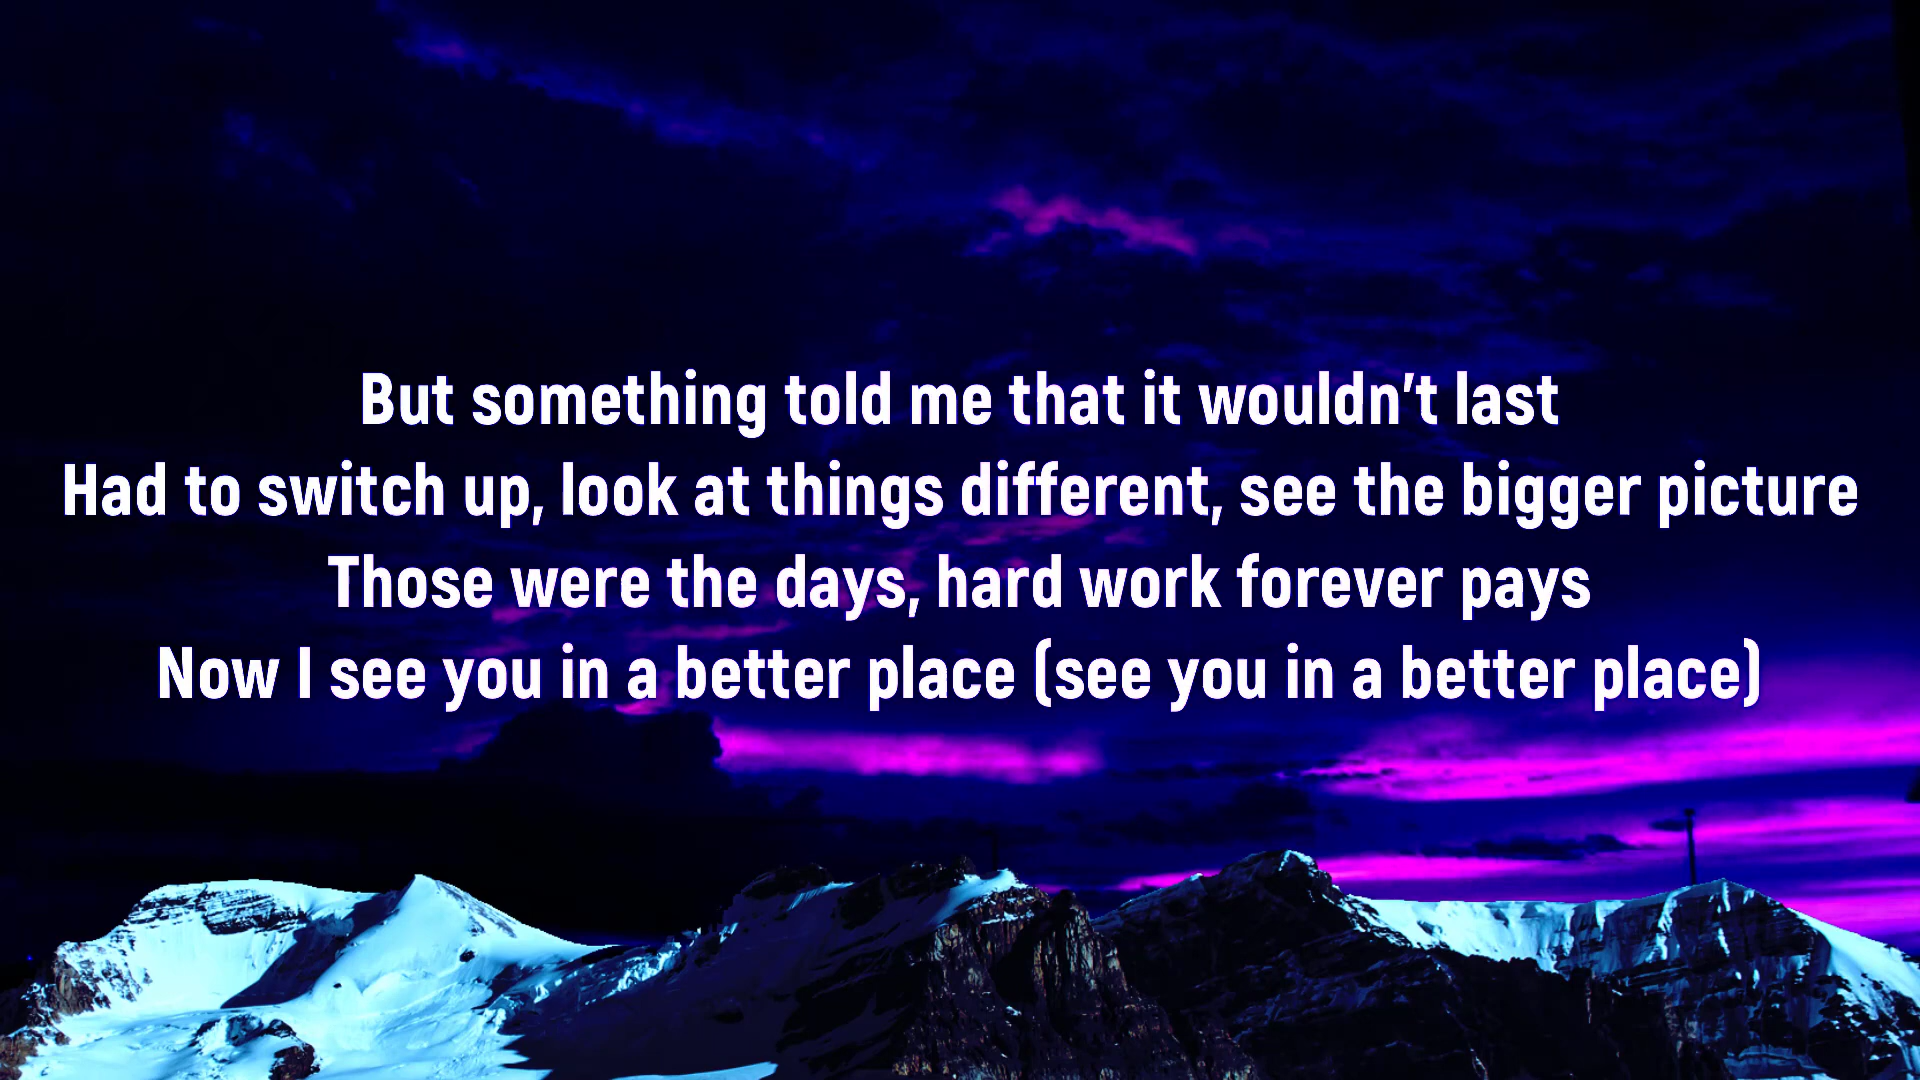 But something told me that it wouldn't last
Had to switch up, look at things different, see the bigger picture
Those were the days, hard work forever pays
Now I see you in a better place (see you in a better place)